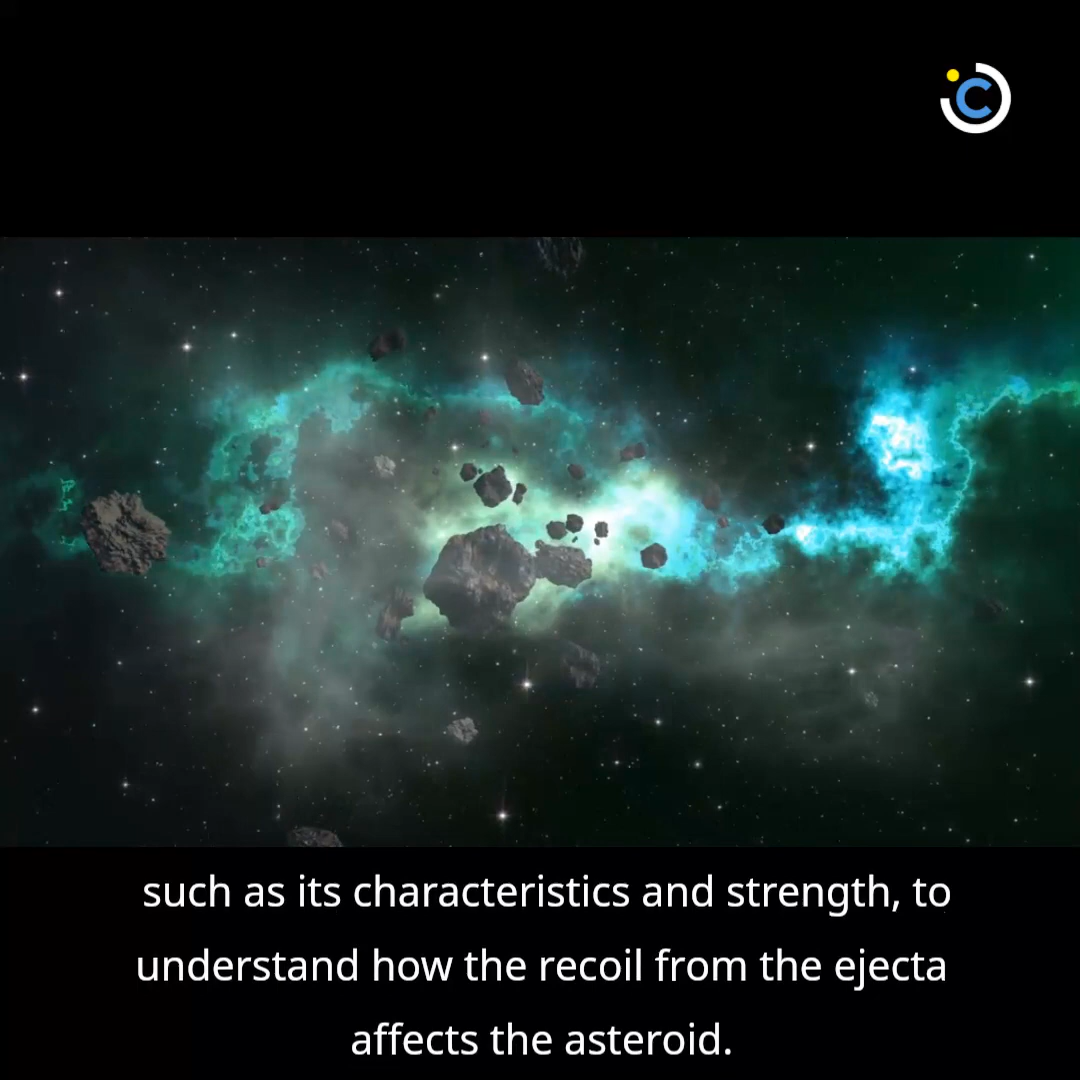 C
such as its characteristics and strength, to
understand how the recoil from the ejecta
affects the asteroid.